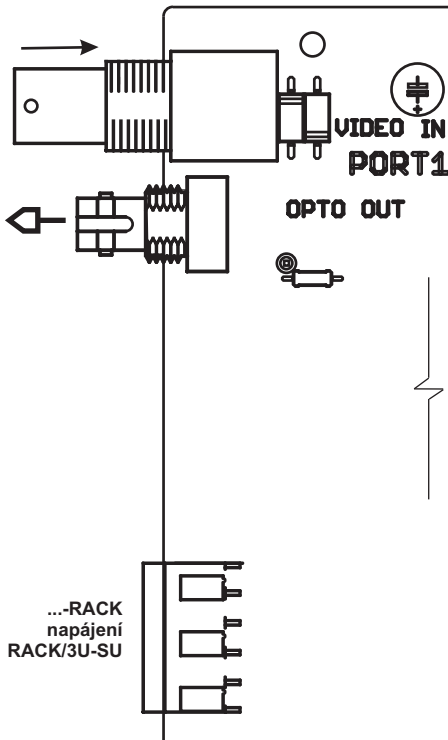 VIDEO IN
PORT1
OPTO OUT
...-RACK
napájení
RACK/3U-SU